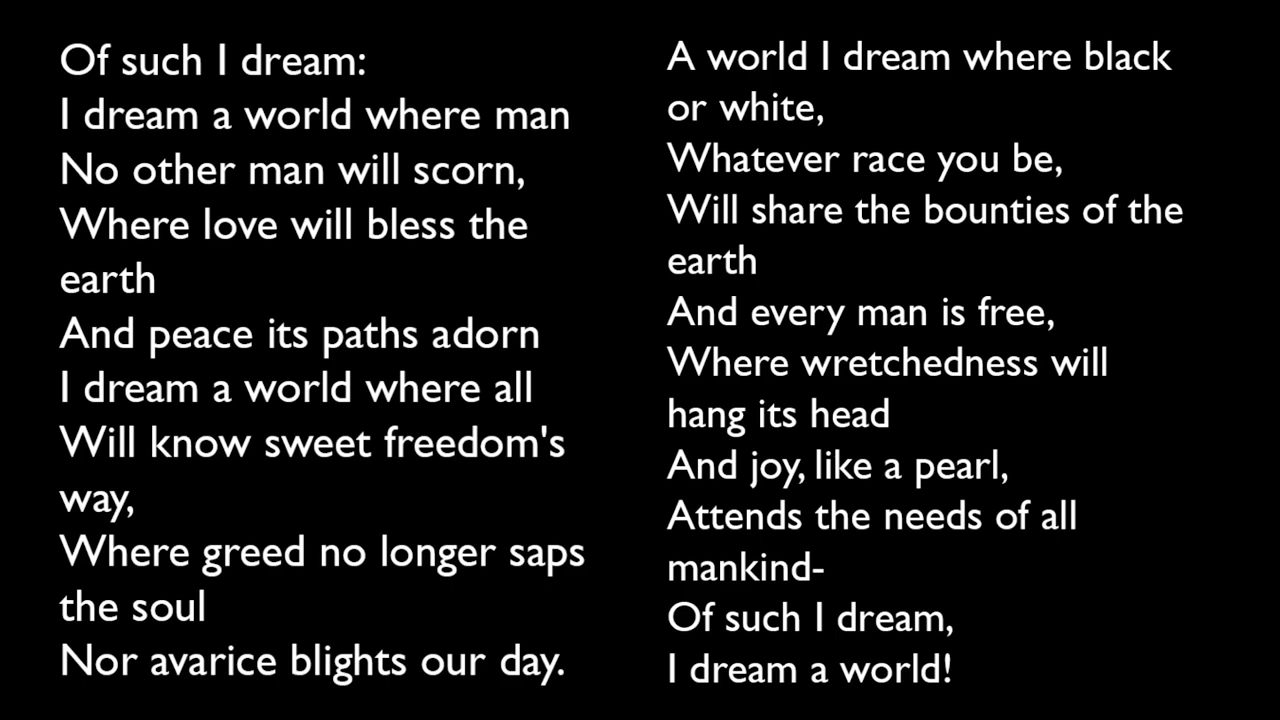 Of such I dream:
I dream a world where man
No other man will scorn,
Where love will bless the
earth
And peace its paths adorn
I dream a world where all
Will know sweet freedom's
way,
Where greed no longer saps
the soul
Nor avarice blights our day.
A world I dream where black
or white,
Whatever race you be,
Will share the bounties of the
earth
And every man is free,
Where wretchedness will
hang its head
And joy, like a pearl,
Attends the needs of all
mankind-
Of such I dream,
I dream a world!